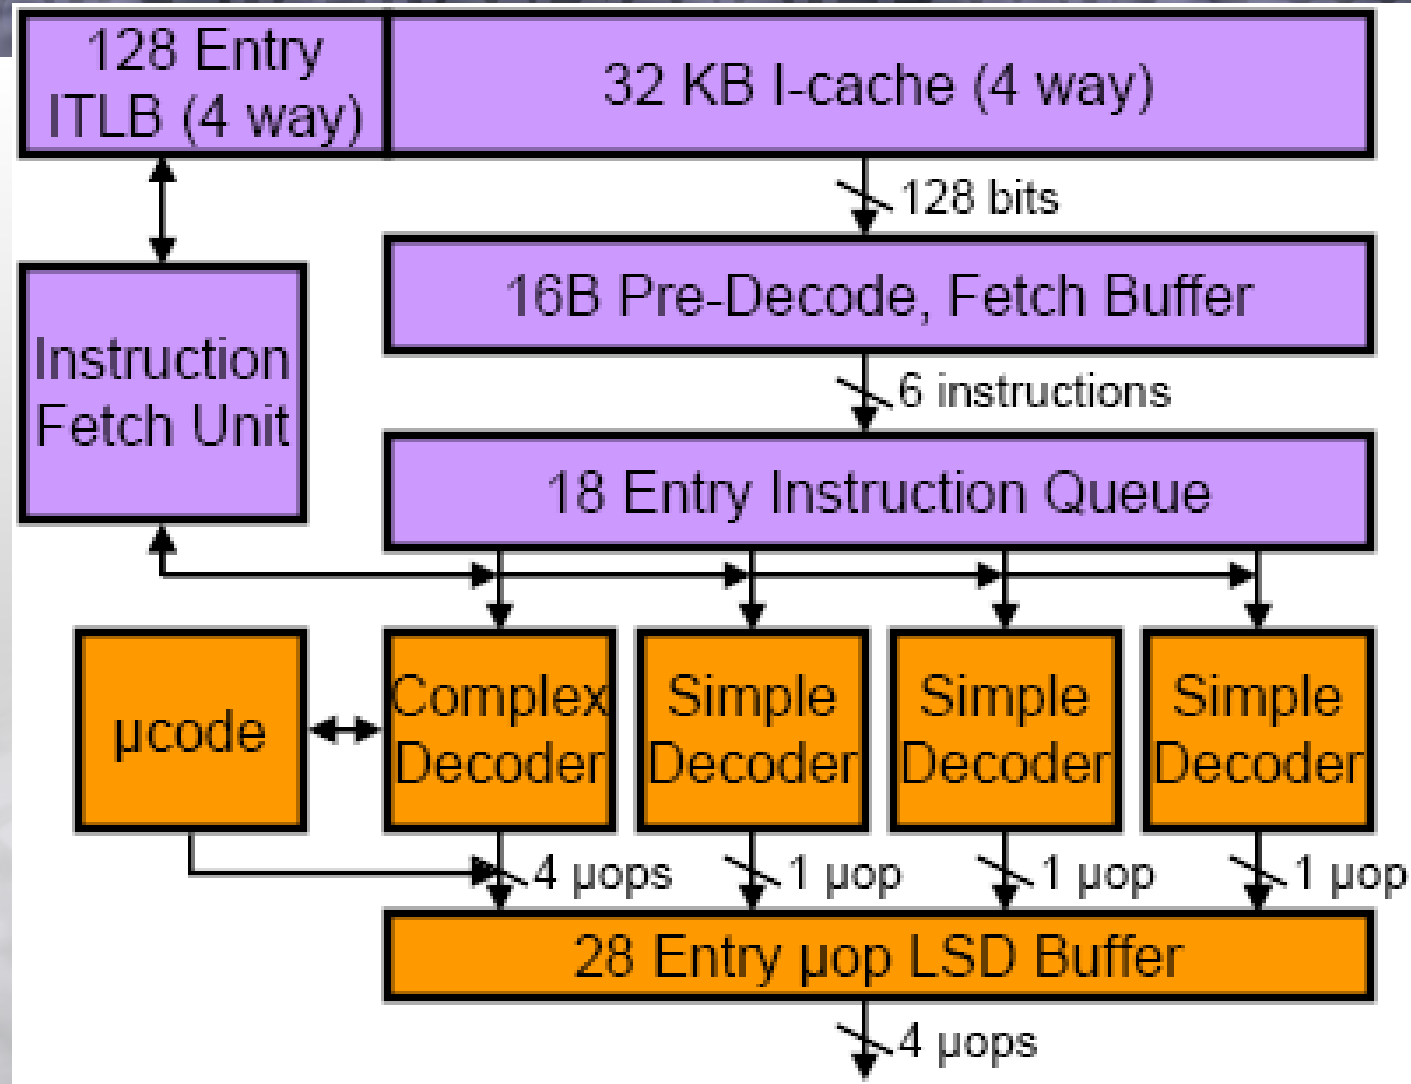 128 Entry
ITLB (4 way)
32 KB I-cache (4 way)
128 bits
16B Pre-Decode, Fetch Buffer
Instruction
Fetch Unit
6 instructions
18 Entry Instruction Queue
µcode
Complex
Decoder
Simple
Decoder
Simple
Decoder
Simple
Decoder
4 µops
1 µop
1 µop
1 µop
28 Entry µop LSD Buffer
4 µops